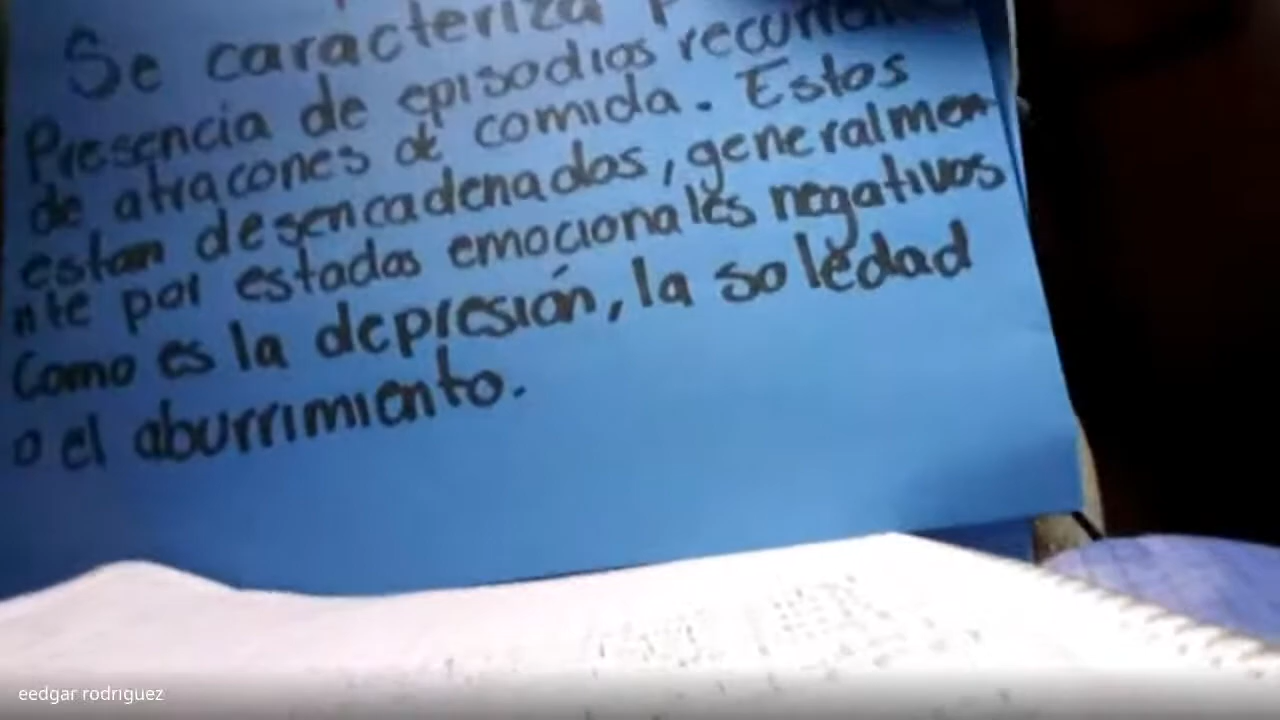 Se caracteriza
Presencia de episodios
de atracones de comida. Estos
estan desencadenados, generalmen-
nte por estados emocionales negativos
Como es la depresión, la soledad
o el aburrimiento.
eedgar rodriguez